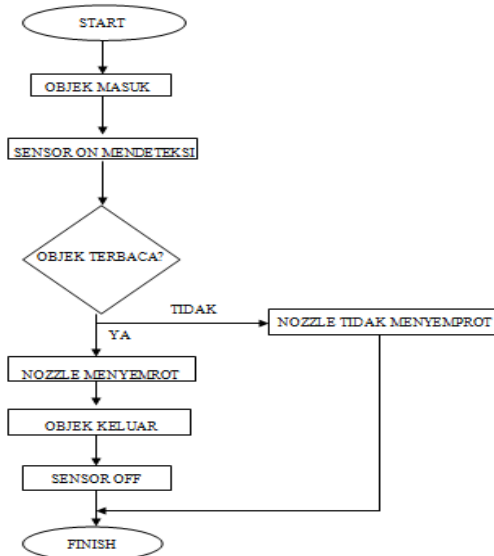 START
OBJEK MASUK
SENSOR ON MENDETEKSI
OBJEK TERBACA?
TIDAK
YA
NOZZLE TIDAK MENYEMPROT
NOZZLE MENYEMROT
OBJEK KELUAR
SENSOR OFF
FINISH